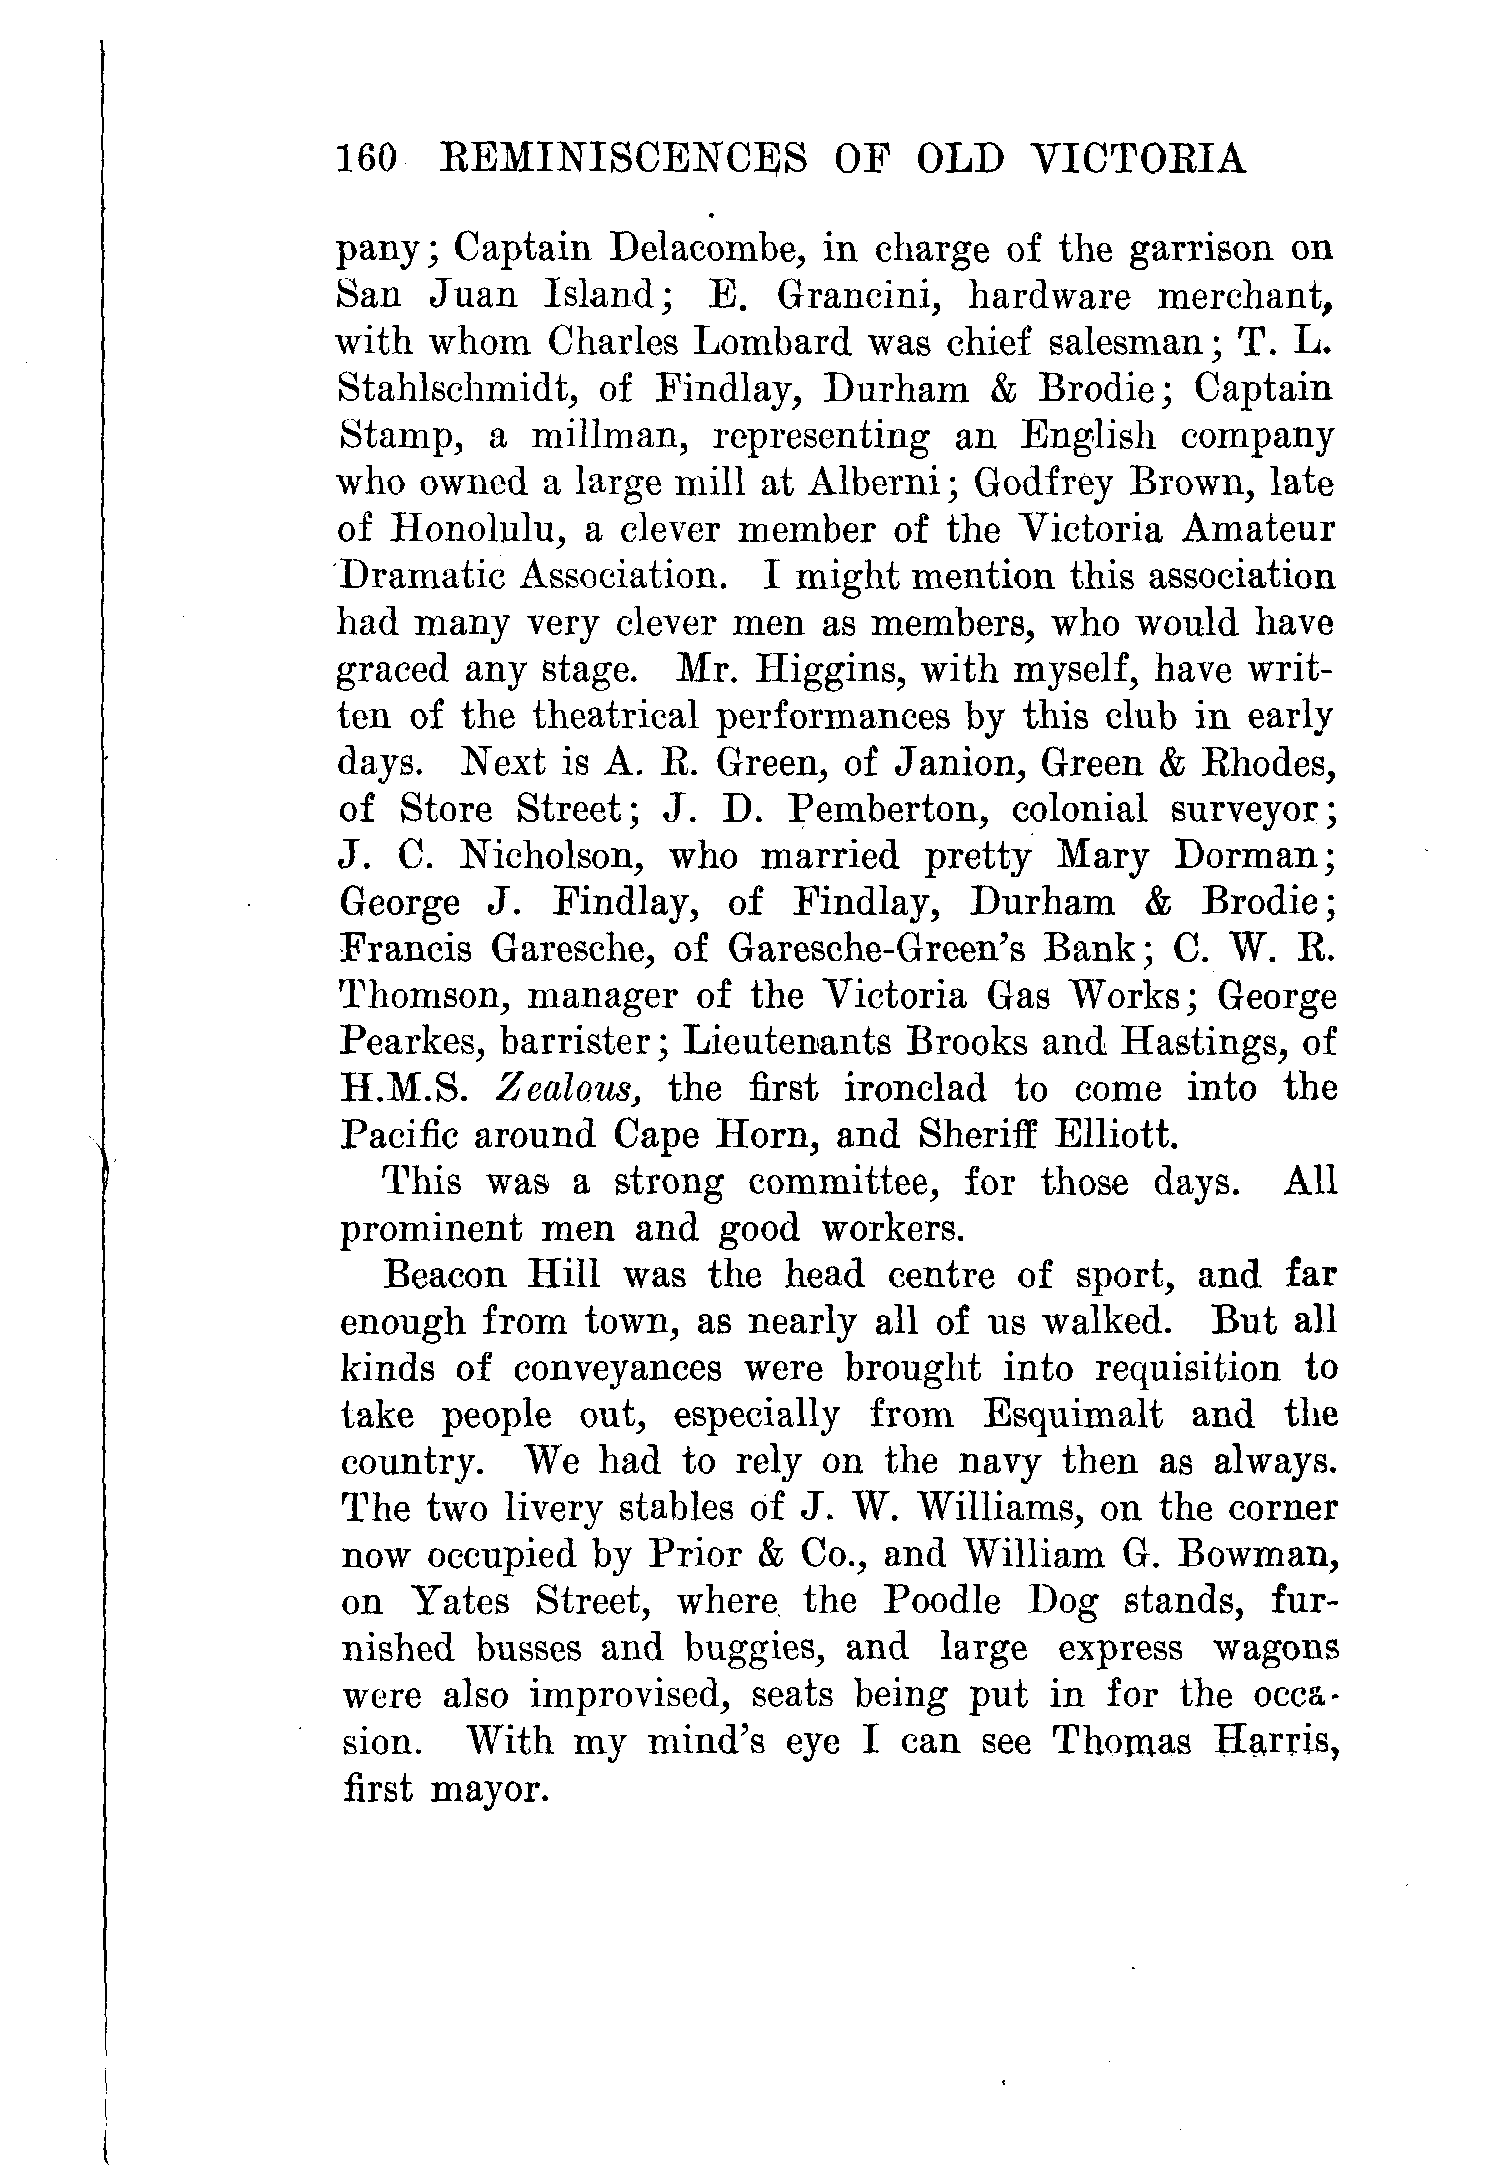 160 REMINISCENCES OF OLD VICTORIA
pany; Captain Delacombe, in charge of the garrison on
San Juan Island; E. Grancini, hardware merchant,
with whom Charles Lombard was chief salesman; T. L.
Stahlschmidt, of Findlay, Durham & Brodie; Captain
Stamp, a millman, representing an English company
who owned a large mill at Alberni; Godfrey Brown, late
of Honolulu, a clever member of the Victoria Amateur
Dramatic Association. I might mention this association
had many very clever men as members, who would have
graced any stage. Mr. Higgins, with myself, have writ-
ten of the theatrical performances by this club in early
days. Next is A. R. Green, of Janion, Green & Rhodes,
of Store Street; J. D. Pemberton, colonial surveyor;
J. C. Nicholson, who married pretty Mary Dorman;
George J. Findlay, of Findlay, Durham & Brodie;
Francis Garesche, of Garesche-Green's Bank; C. W. R.
Thomson, manager of the Victoria Gas Works; George
Pearkes, barrister; Lieutenants Brooks and Hastings, of
H.M.S. Zealous, the first ironclad to come into the
Pacific around Cape Horn, and Sheriff Elliott.
This was a strong committee, for those days. All
prominent men and good workers.
Beacon Hill was the head centre of sport, and far
enough from town, as nearly all of us walked. But all
kinds of conveyances were brought into requisition to
take people out, especially from Esquimalt and the
country. We had to rely on the navy then as always.
The two livery stables of J. W. Williams, on the corner
now occupied by Prior & Co., and William G. Bowman,
on Yates Street, where the Poodle Dog stands, fur-
nished busses and buggies, and large express wagons
were also improvised, seats being put in for the occa-
sion. With my mind's eye I can see Thomas Harris,
first mayor.